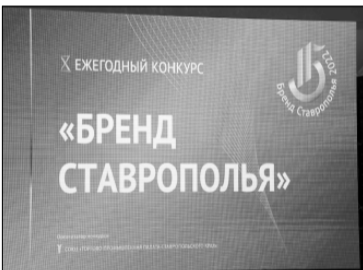 X ЕЖЕГОДНЫЙ КОНКУРС
Бренд Ставрополья 2022
«БРЕНД
СТАВРОПОЛЬЯ»